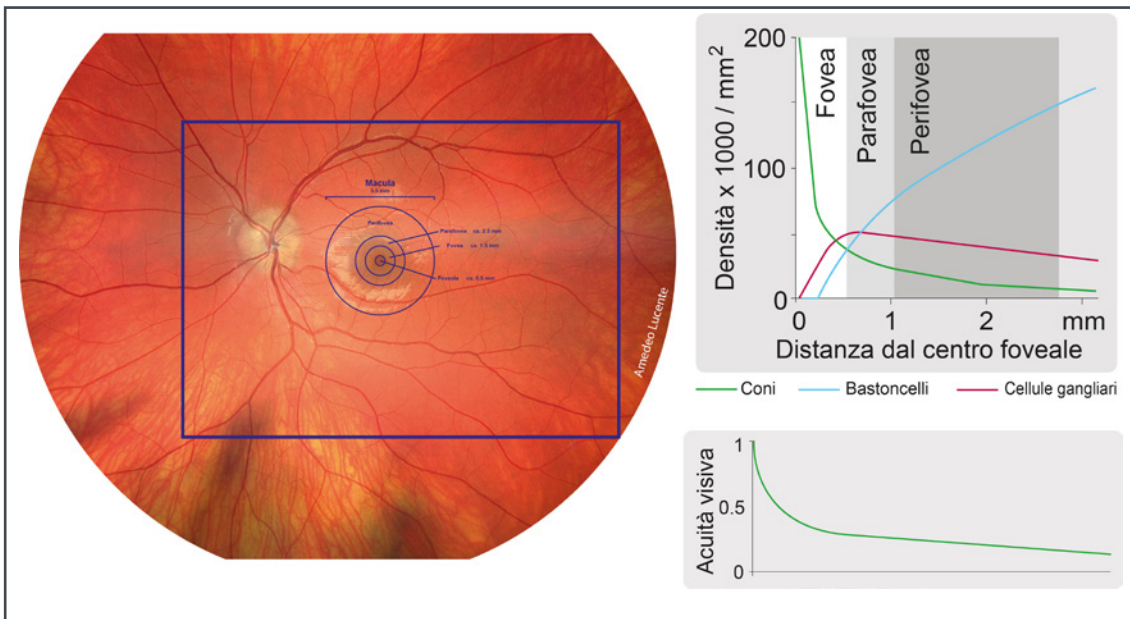 Macula
5.5 mm
Perifovea
Parafovea ca. 2.5 mm
Fovea ca. 1.5 mm
Foveola ca. 0.5 mm
Amedeo Lucente
200
100
0
Densità x 1000 / mm²
Fovea
Parafovea
Perifovea
0 1 2 mm
Distanza dal centro foveale
Coni Bastoncelli Cellule gangliari
1
0.5
0
Acuità visiva